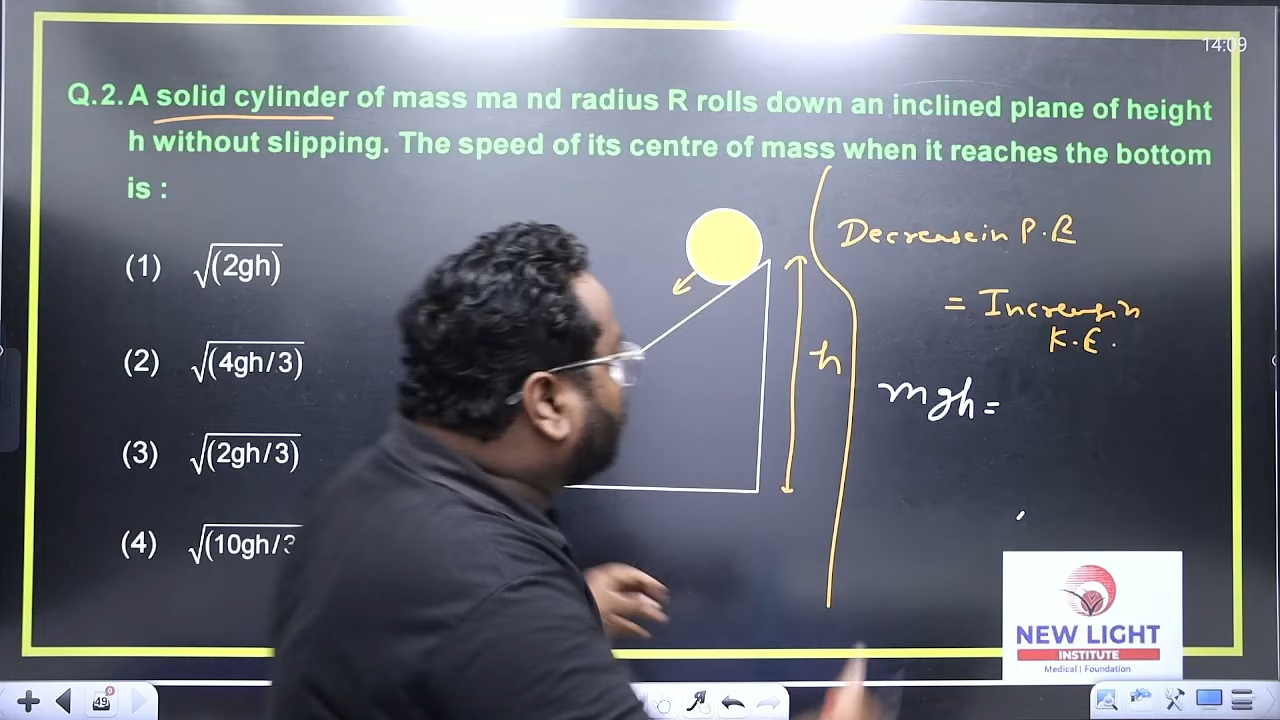 14:09
Q.2. A solid cylinder of mass ma nd radius R rolls down an inclined plane of height
h without slipping. The speed of its centre of mass when it reaches the bottom
is :
(1) √(2gh)
(2) √(4gh/3)
(3) √(2gh/3)
(4) √(10gh/3
h
Decrease in P.E
= Increase in
K.E.
mgh =
NEW LIGHT
INSTITUTE
Medical | Foundation
49
0